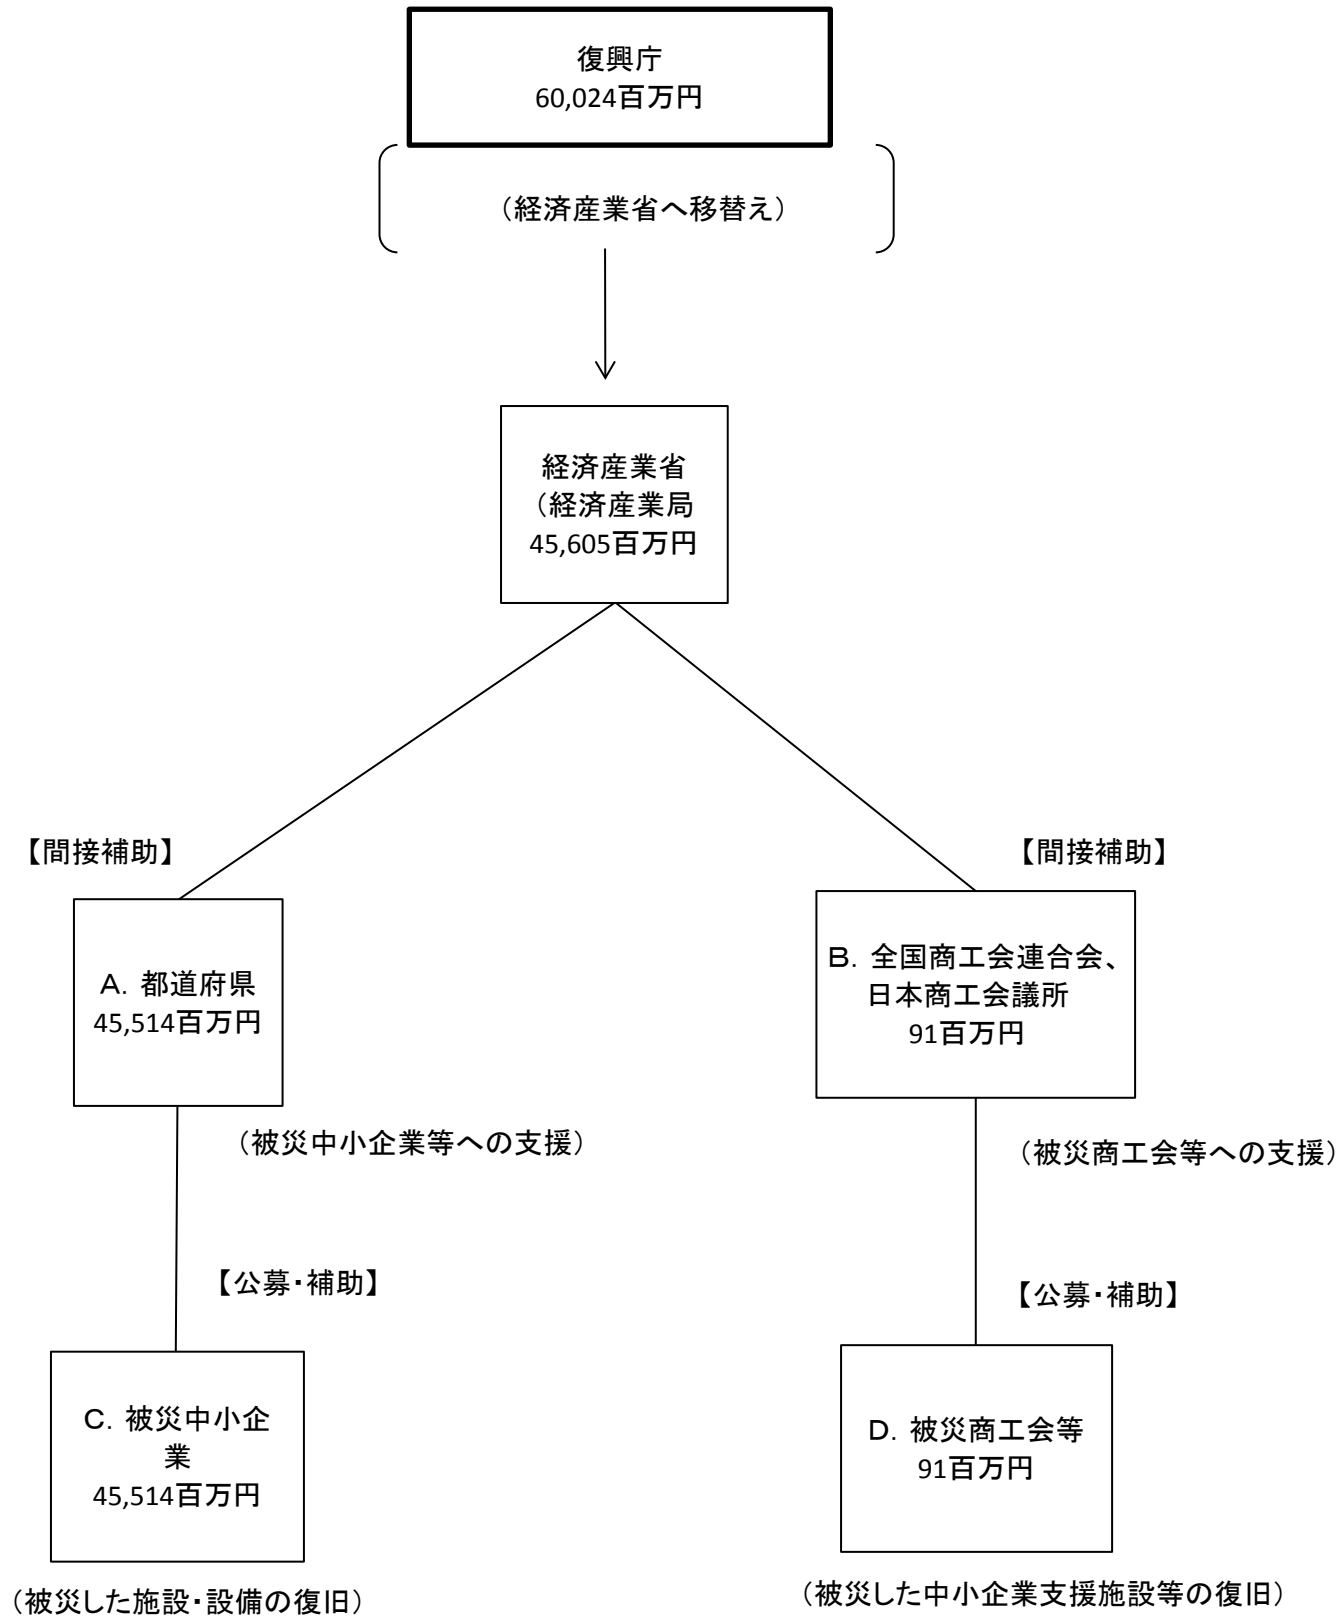 復興庁
60,024百万円
（経済産業省へ移替え）
経済産業省
（経済産業局
45,605百万円
【間接補助】
【間接補助】
A．都道府県
45,514百万円
B．全国商工会連合会、
日本商工会議所
91百万円
（被災中小企業等への支援）
（被災商工会等への支援）
【公募・補助】
【公募・補助】
C．被災中小企
業
45,514百万円
D．被災商工会等
91百万円
（被災した施設・設備の復旧）
（被災した中小企業支援施設等の復旧）